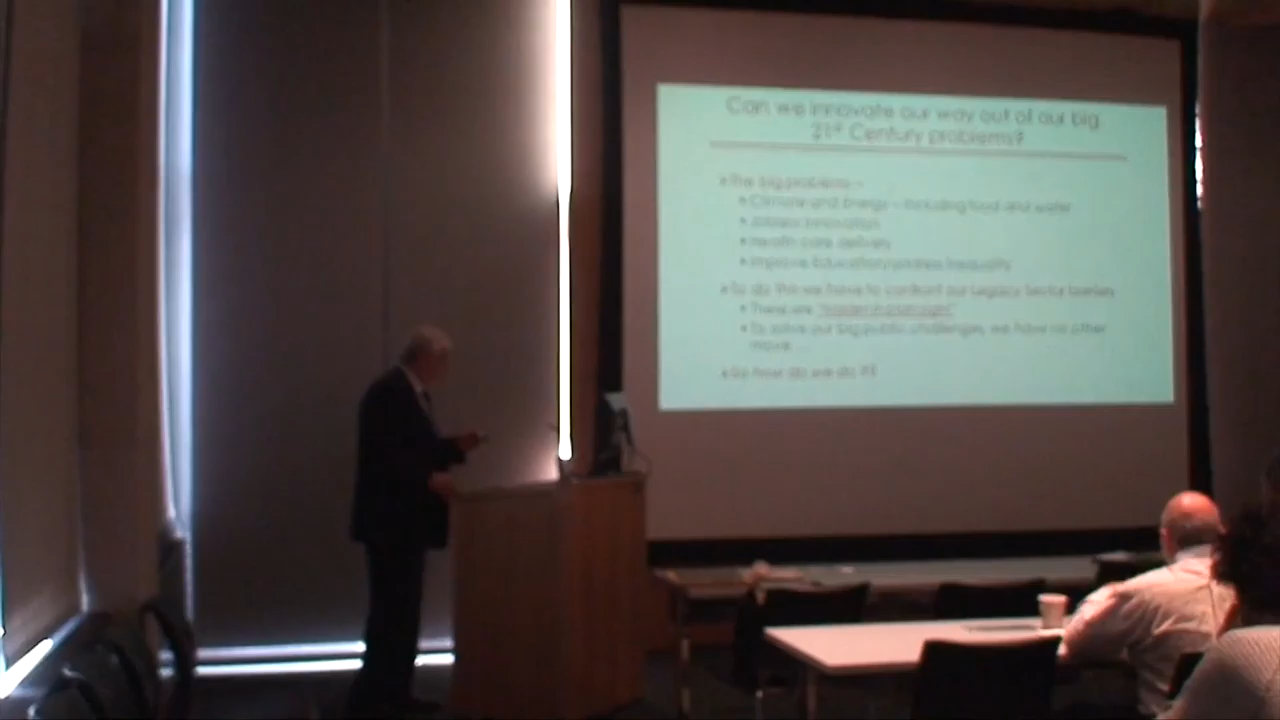 Can we innovate our way out of our big
21st Century problems?
The big problems –
Climate and Energy – including food and water
Jobless Innovation
Health care delivery
Improve Education/address inequality
To do this we have to confront our Legacy Sector barriers
These are
To solve our big public challenges, we have no other
move
So how do we do it?